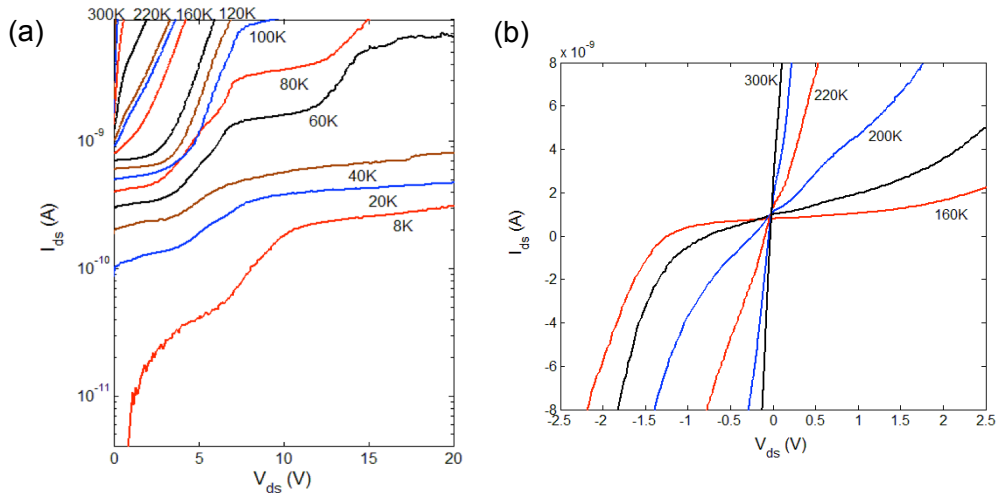 (a)
300K 220K 160K 120K
100K
80K
60K
40K
20K
8K
10⁻⁹
10⁻¹⁰
10⁻¹¹
I_ds (A)
0 5 10 15 20
V_ds (V)
(b)
x 10⁻⁹
8
6
4
2
0
-2
-4
-6
-8
300K
220K
200K
160K
I_ds (A)
-2.5 -2 -1.5 -1 -0.5 0 0.5 1 1.5 2 2.5
V_ds (V)